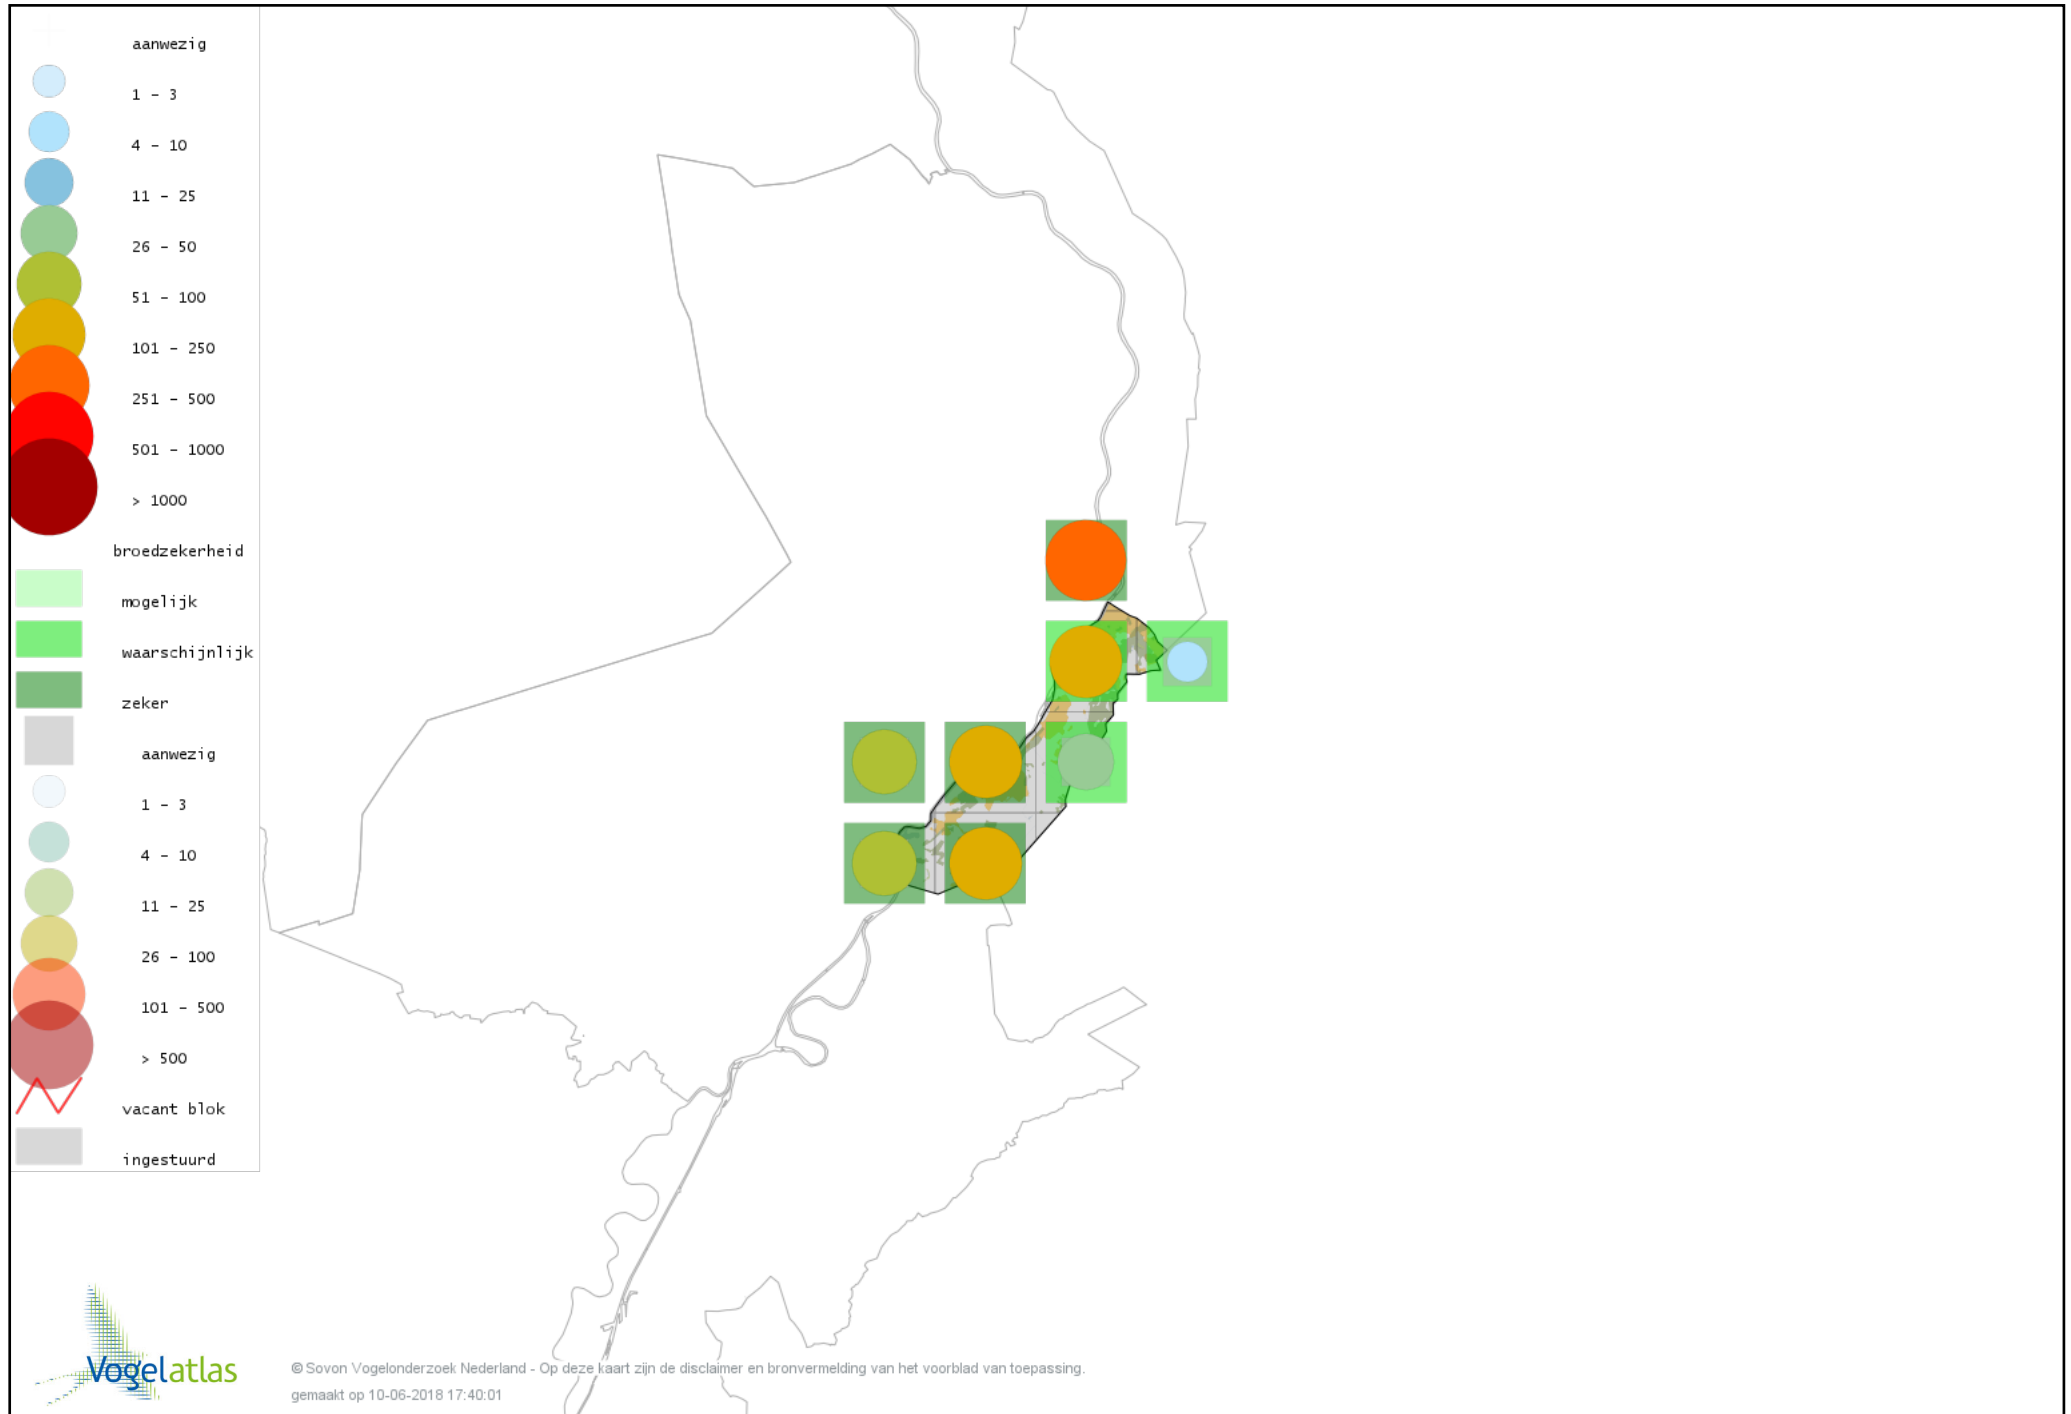 aanwezig
1 - 3
4 - 10
11 - 25
26 - 50
51 - 100
101 - 250
251 - 500
501 - 1000
> 1000
broedzekerheid
mogelijk
waarschijnlijk
zeker
aanwezig
1 - 3
4 - 10
11 - 25
26 - 100
101 - 500
> 500
vacant blok
ingestuurd
Vogelatlas
© Sovon Vogelonderzoek Nederland - Op deze kaart zijn de disclaimer en bronvermelding van het voorblad van toepassing.
gemaakt op 10-06-2018 17:40:01